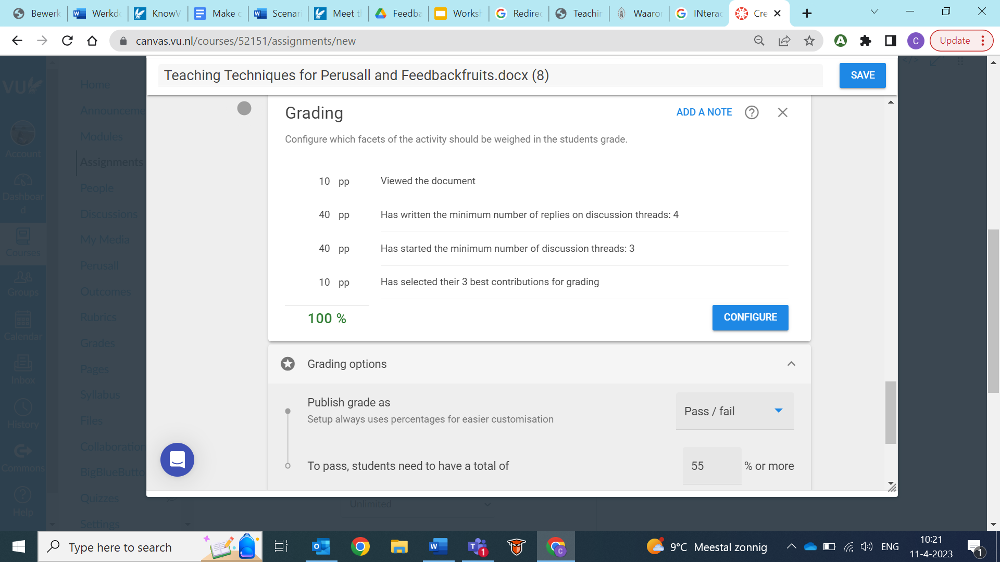 Bewerk
Werkd
KnowV
Make c
Scenari
Meet t
Feedba
Worksh
Redirec
Teachin
Waaro
INterac
Cre
canvas.vu.nl/courses/52151/assignments/new
A
C
Update
Teaching Techniques for Perusall and Feedbackfruits.docx (8)
SAVE
VU
Account
Dashboar
d
Courses
Groups
Calendar
Inbox
History
Commons
Help
Home
Announceme
Modules
Assignments
People
Discussions
My Media
Perusall
Outcomes
Rubrics
Grades
Pages
Syllabus
Files
Collaboration
BigBlueButto
Quizzes
Settings
Grading
ADD A NOTE
Configure which facets of the activity should be weighed in the students grade.
10 pp Viewed the document
40 pp Has written the minimum number of replies on discussion threads: 4
40 pp Has started the minimum number of discussion threads: 3
10 pp Has selected their 3 best contributions for grading
100 %
CONFIGURE
Grading options
Publish grade as
Setup always uses percentages for easier customisation
Pass / fail
To pass, students need to have a total of
55 % or more
Unlimited
Type here to search
1
C
9°C Meestal zonnig
ENG
10:21
11-4-2023
1